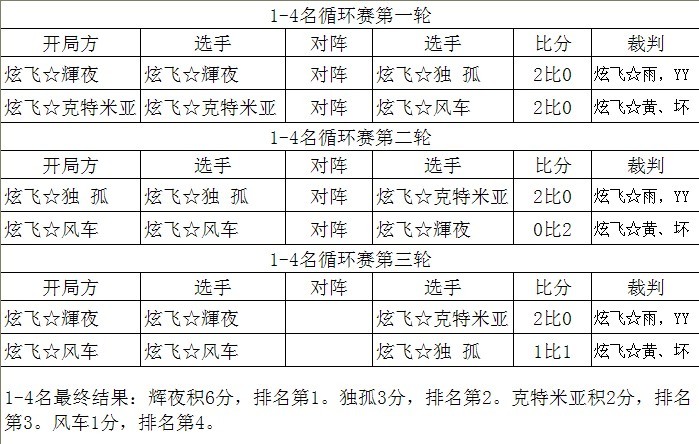 1-4名循环赛第一轮
开局方 选手 对阵 选手 比分 裁判
炫飞☆輝夜 炫飞☆輝夜 对阵 炫飞☆独 孤 2比0 炫飞☆雨，YY
炫飞☆克特米亚 炫飞☆克特米亚 对阵 炫飞☆风车 2比0 炫飞☆黄、坏
1-4名循环赛第二轮
开局方 选手 对阵 选手 比分 裁判
炫飞☆独 孤 炫飞☆独 孤 对阵 炫飞☆克特米亚 2比0 炫飞☆雨，YY
炫飞☆风车 炫飞☆风车 对阵 炫飞☆輝夜 0比2 炫飞☆黄、坏
1-4名循环赛第三轮
开局方 选手 对阵 选手 比分 裁判
炫飞☆輝夜 炫飞☆輝夜 炫飞☆克特米亚 2比0 炫飞☆雨，YY
炫飞☆风车 炫飞☆风车 炫飞☆独 孤 1比1 炫飞☆黄、坏
1-4名最终结果：辉夜积6分，排名第1。独孤3分，排名第2。克特米亚积2分，排名
第3。风车1分，排名第4。